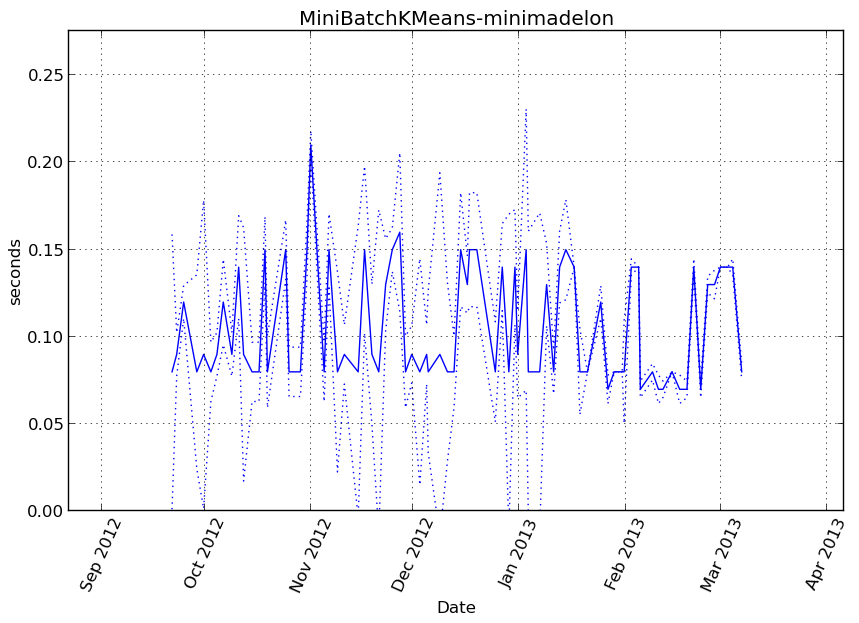 MiniBatchKMeans-minimadelon
0.25
0.20
0.15
0.10
0.05
0.00
seconds
Sep 2012
Oct 2012
Nov 2012
Dec 2012
Jan 2013
Feb 2013
Mar 2013
Apr 2013
Date